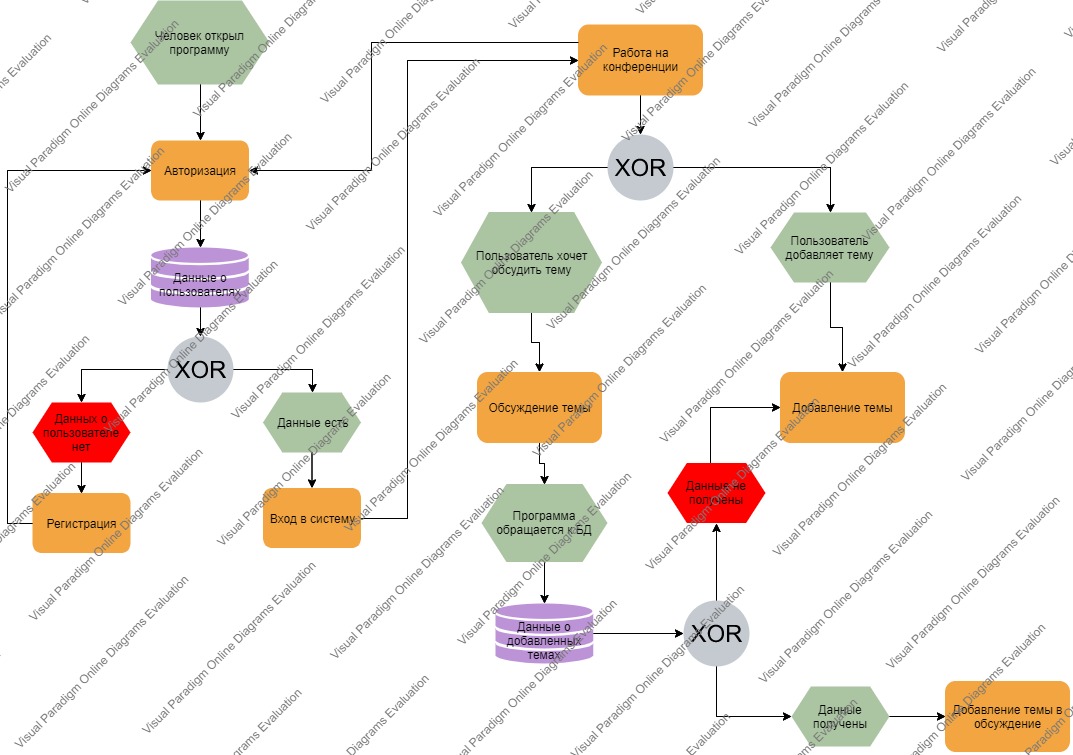 Человек открыл
программу
Авторизация
Данные о
пользователях
XOR
Данных о
пользователе
нет
Данные есть
Регистрация
Вход в систему
Работа на
конференции
XOR
Пользователь хочет
обсудить тему
Пользователь
добавляет тему
Обсуждение темы
Добавление темы
Программа
обращается к БД
Данные не
получены
Данные о
добавленных
темах
XOR
Данные
получены
Добавление темы в
обсуждение
Visual Paradigm Online Diagrams Evaluation